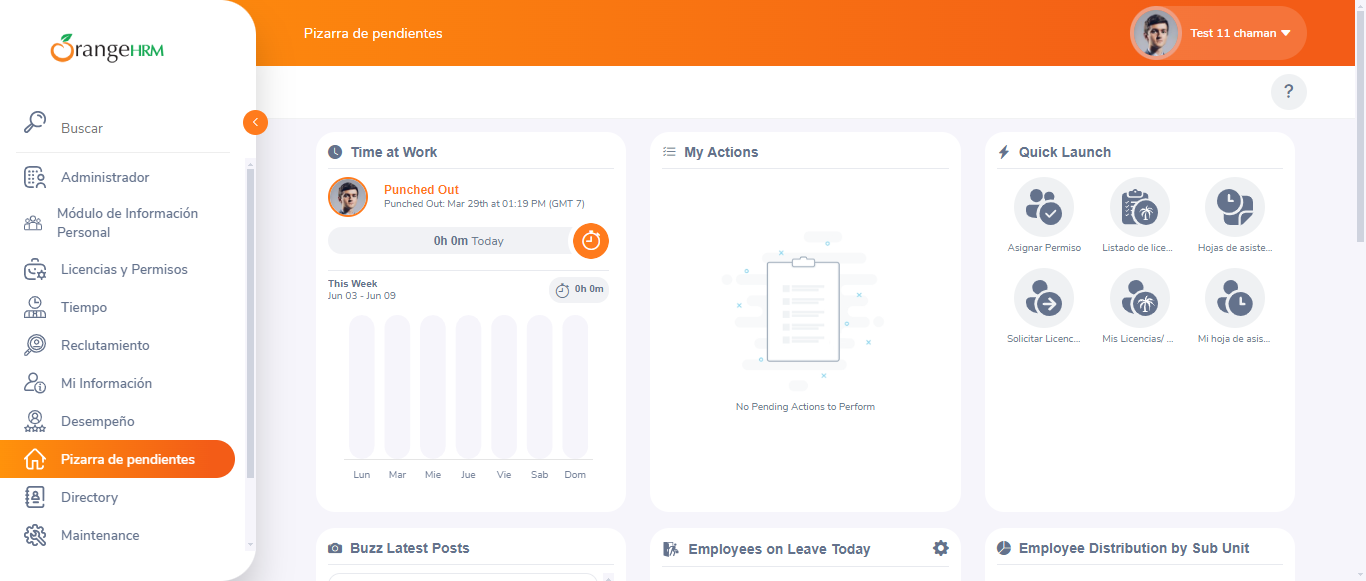 OrangeHRM
Pizarra de pendientes
Test 11 chaman
?
Buscar
Administrador
Módulo de Información
Personal
Licencias y Permisos
Tiempo
Reclutamiento
Mi Información
Desempeño
Pizarra de pendientes
Directory
Maintenance
Time at Work
Punched Out
Punched Out: Mar 29th at 01:19 PM (GMT 7)
0h 0m Today
This Week
Jun 03 - Jun 09
0h 0m
Lun Mar Mie Jue Vie Sab Dom
My Actions
No Pending Actions to Perform
Quick Launch
Asignar Permiso
Listado de lice...
Hojas de asiste...
Solicitar Licenc...
Mis Licencias/ ...
Mi hoja de asis...
Buzz Latest Posts
Employees on Leave Today
Employee Distribution by Sub Unit